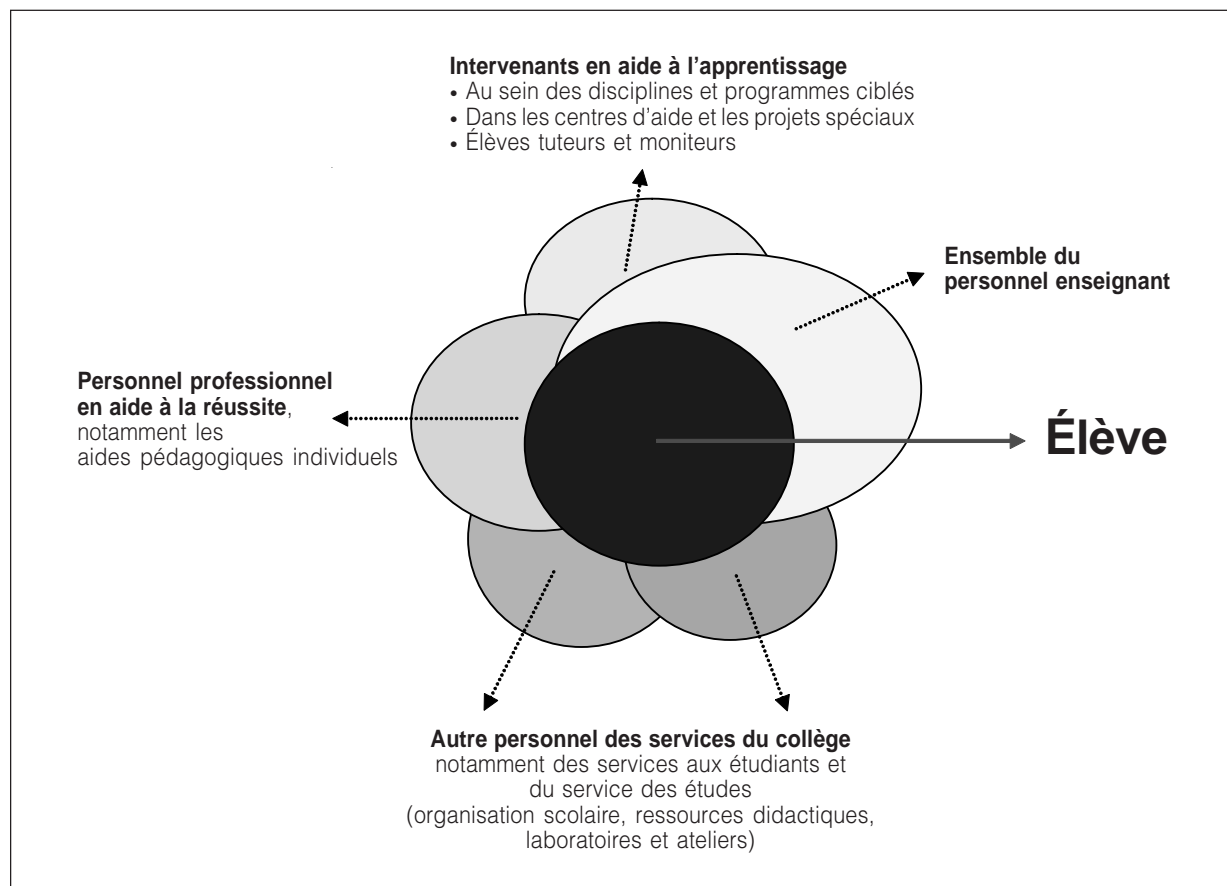 Intervenants en aide à l'apprentissage
• Au sein des disciplines et programmes ciblés
• Dans les centres d'aide et les projets spéciaux
• Élèves tuteurs et moniteurs
Ensemble du
personnel enseignant
Personnel professionnel
en aide à la réussite,
notamment les
aides pédagogiques individuels
Élève
Autre personnel des services du collège
notamment des services aux étudiants et
du service des études
(organisation scolaire, ressources didactiques,
laboratoires et ateliers)